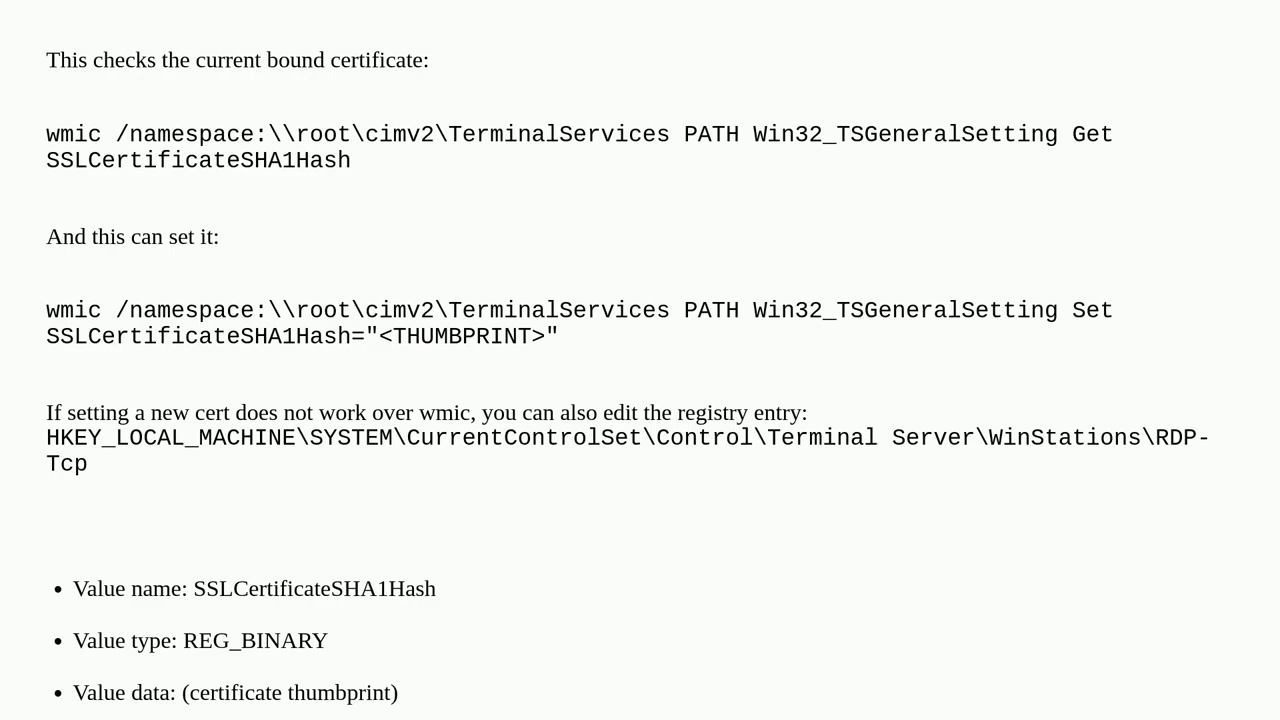 This checks the current bound certificate:
wmic /namespace:\\root\cimv2\TerminalServices PATH Win32_TSGeneralSetting Get
SSLCertificateSHA1Hash
And this can set it:
wmic /namespace:\\root\cimv2\TerminalServices PATH Win32_TSGeneralSetting Set
SSLCertificateSHA1Hash="<THUMBPRINT>"
If setting a new cert does not work over wmic, you can also edit the registry entry:
HKEY_LOCAL_MACHINE\SYSTEM\CurrentControlSet\Control\Terminal Server\WinStations\RDP-
Tcp
• Value name: SSLCertificateSHA1Hash
• Value type: REG_BINARY
• Value data: (certificate thumbprint)